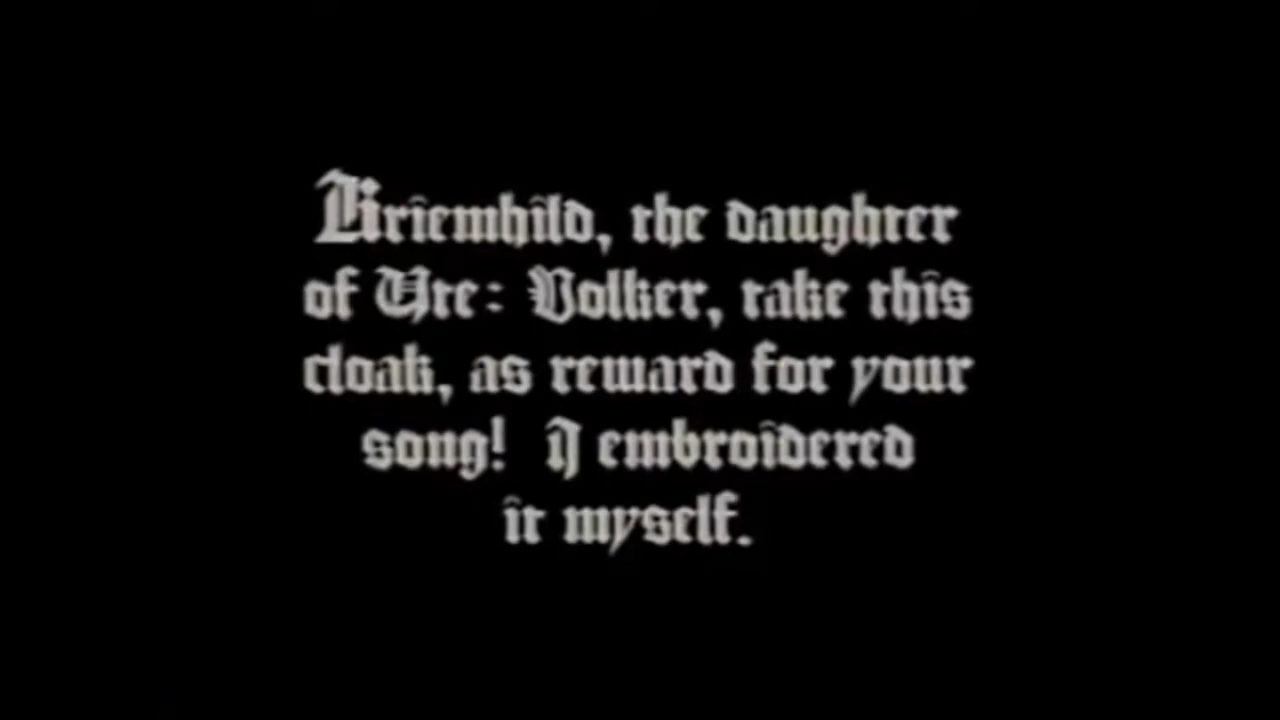 Kriemhild, the daughter
of Ute: Volker, take this
cloak, as reward for your
song! I embroidered
it myself.